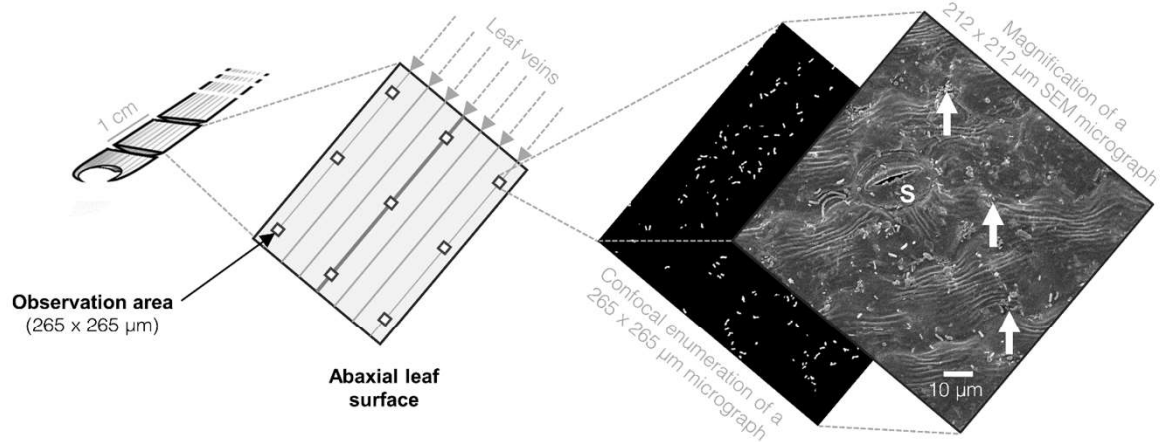 1 cm
Leaf veins
Observation area
(265 x 265 µm)
Abaxial leaf
surface
Confocal enumeration of a
265 x 265 µm micrograph
Magnification of a
212 x 212 µm SEM micrograph
S
10 µm